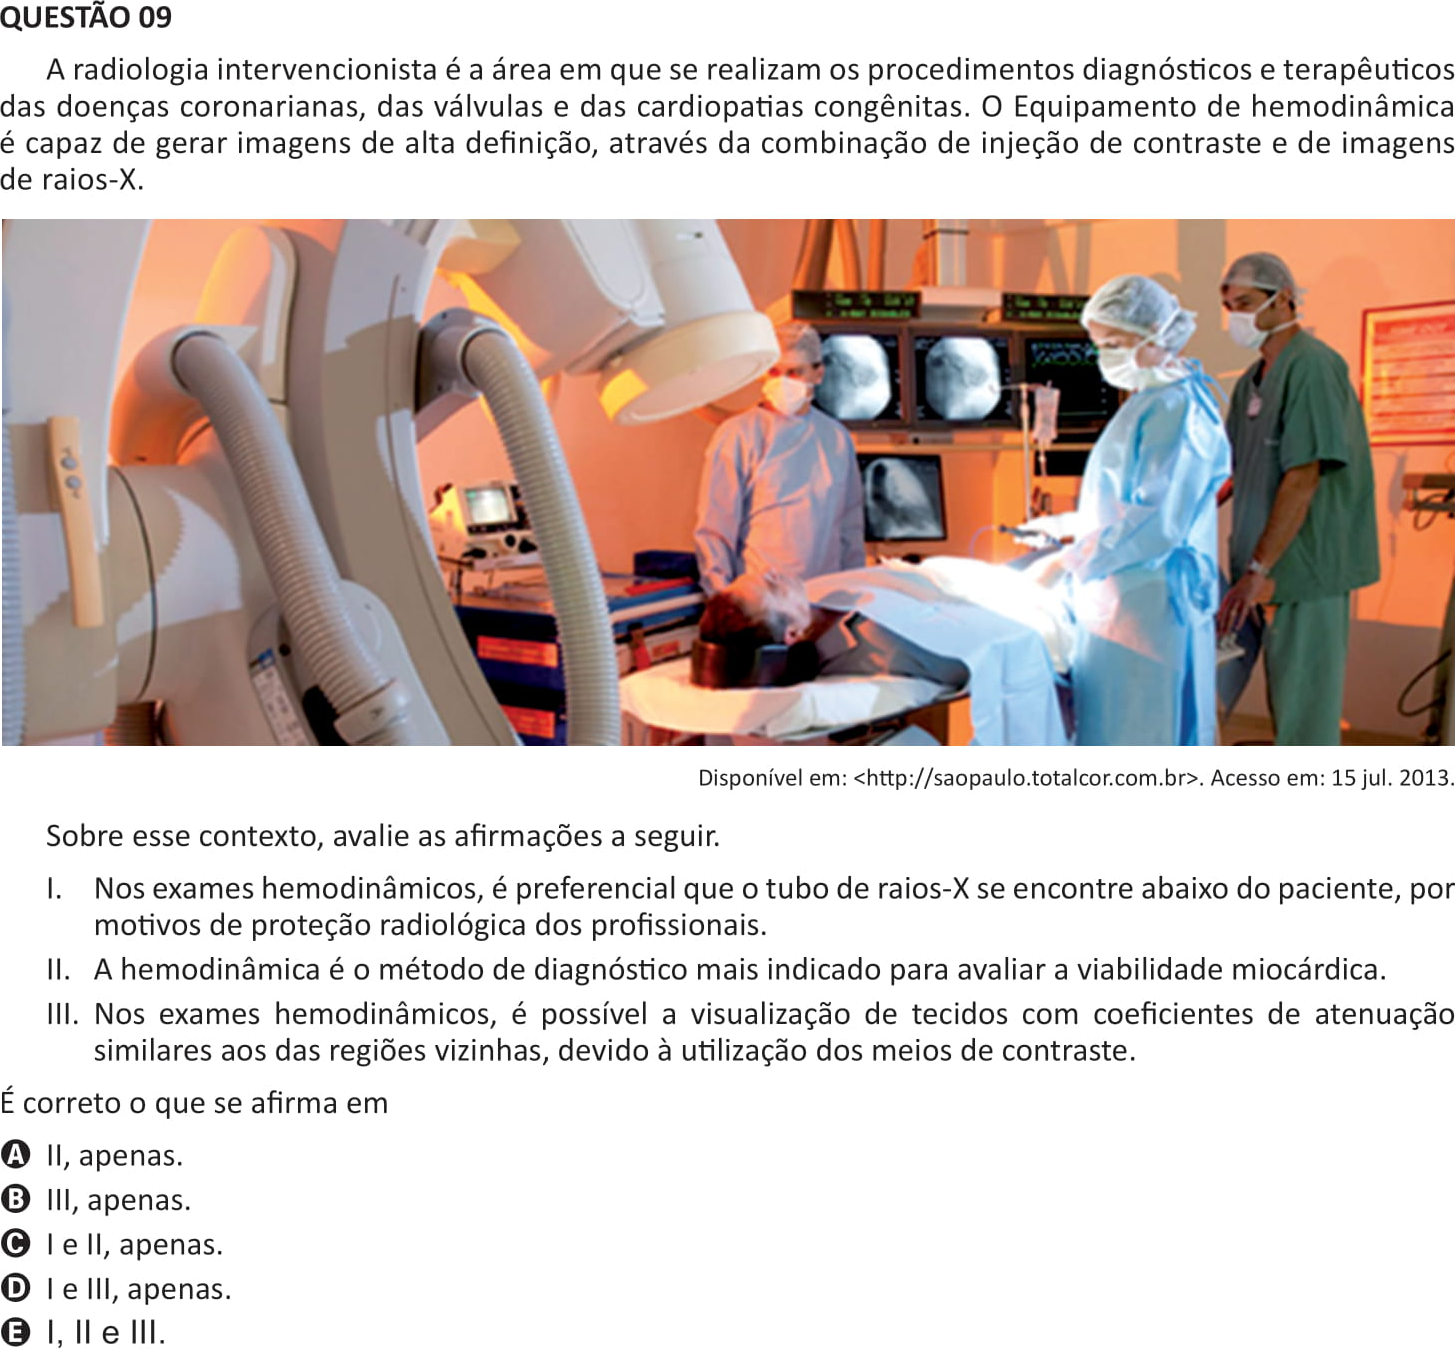 QUESTÃO 09
A radiologia intervencionista é a área em que se realizam os procedimentos diagnósticos e terapêuticos
das doenças coronarianas, das válvulas e das cardiopatias congênitas. O Equipamento de hemodinâmica
é capaz de gerar imagens de alta definição, através da combinação de injeção de contraste e de imagens
de raios-X.
Disponível em: <http://saopaulo.totalcor.com.br>. Acesso em: 15 jul. 2013.
Sobre esse contexto, avalie as afirmações a seguir.
I. Nos exames hemodinâmicos, é preferencial que o tubo de raios-X se encontre abaixo do paciente, por
motivos de proteção radiológica dos profissionais.
II. A hemodinâmica é o método de diagnóstico mais indicado para avaliar a viabilidade miocárdica.
III. Nos exames hemodinâmicos, é possível a visualização de tecidos com coeficientes de atenuação
similares aos das regiões vizinhas, devido à utilização dos meios de contraste.
É correto o que se afirma em
A II, apenas.
B III, apenas.
C I e II, apenas.
D I e III, apenas.
E I, II e III.